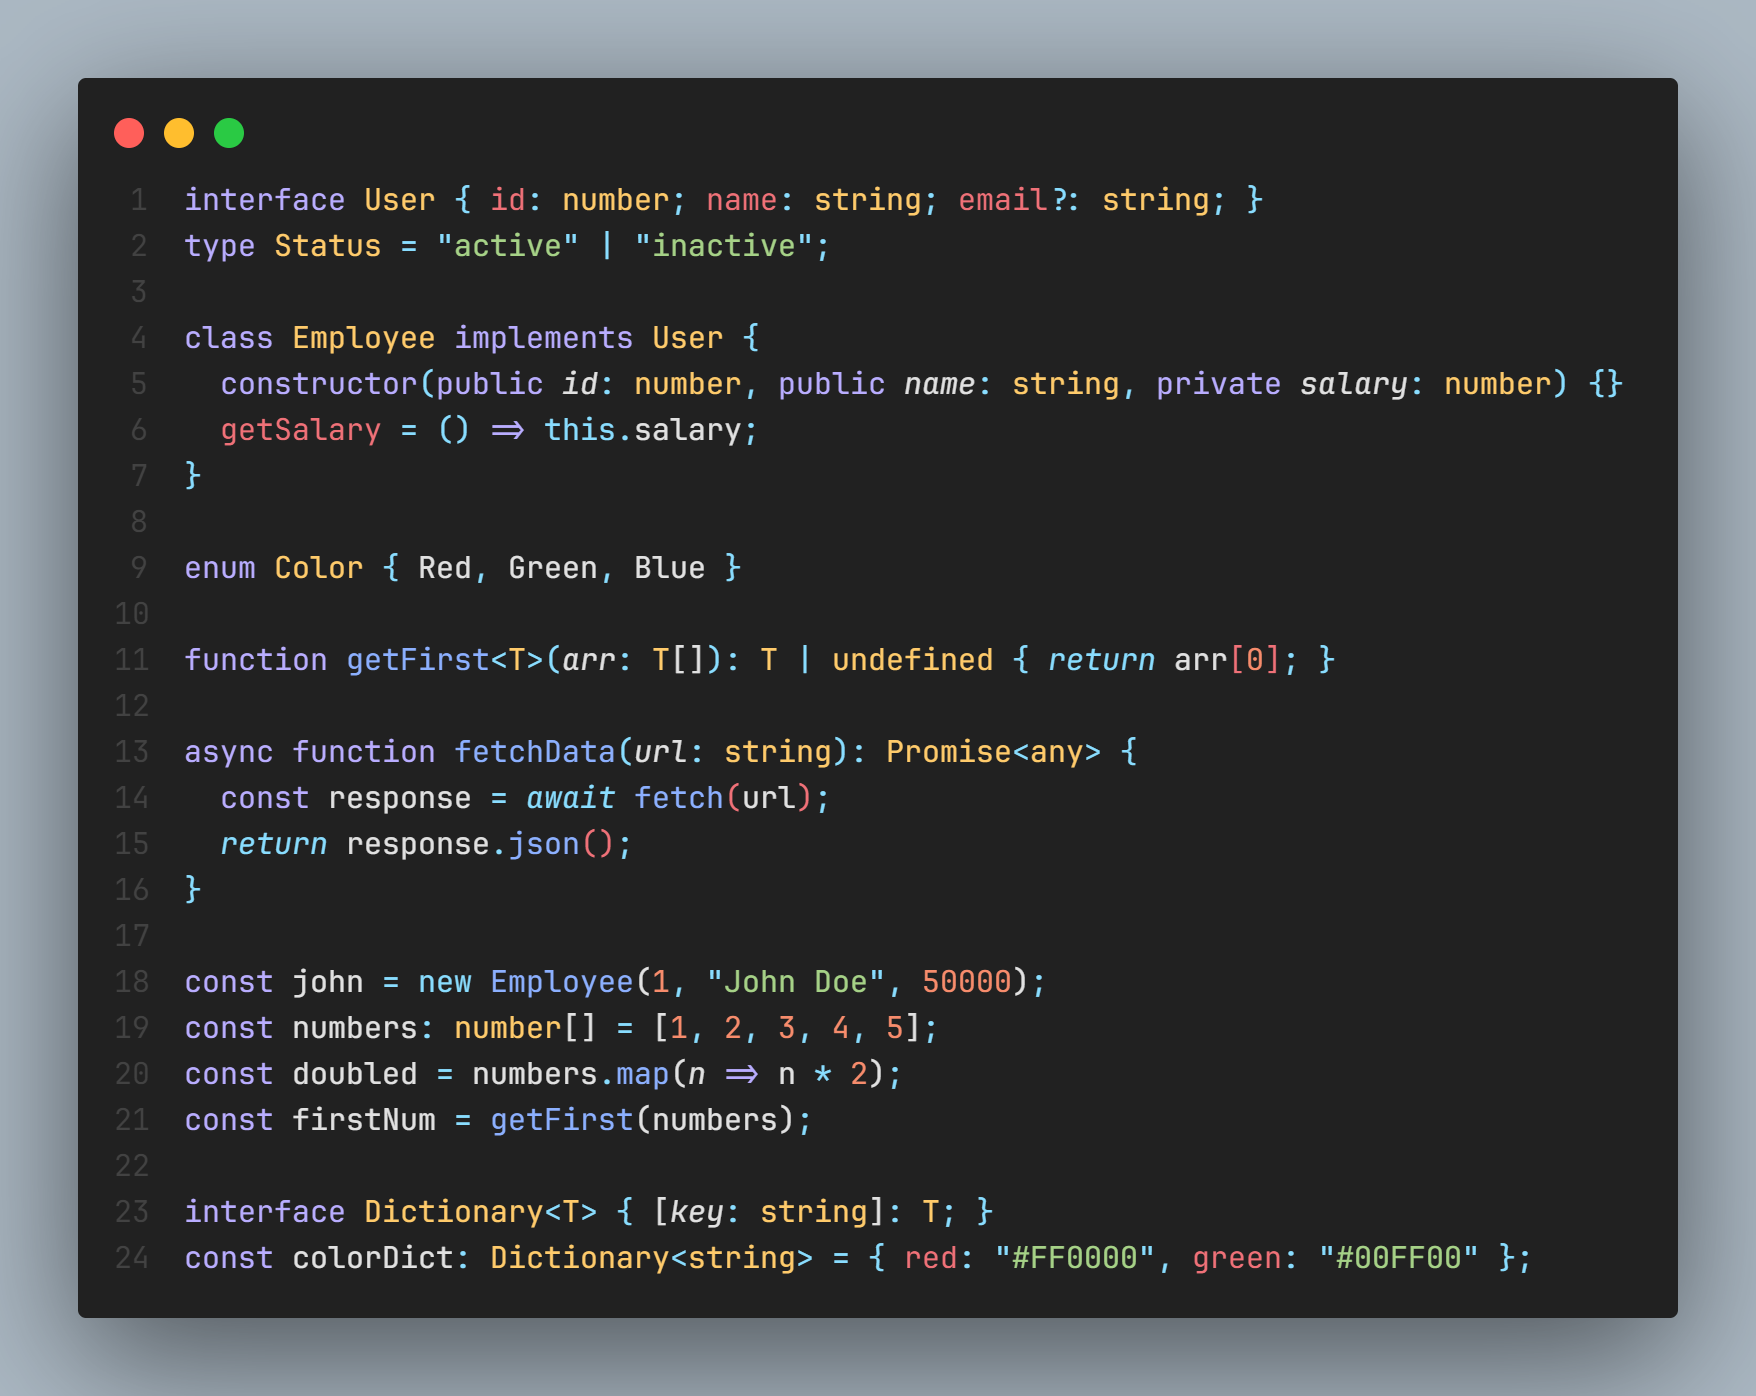 1 interface User { id: number; name: string; email?: string; }
2 type Status = "active" | "inactive";
3
4 class Employee implements User {
5   constructor(public id: number, public name: string, private salary: number) {}
6   getSalary = () => this.salary;
7 }
8
9 enum Color { Red, Green, Blue }
10
11 function getFirst<T>(arr: T[]): T | undefined { return arr[0]; }
12
13 async function fetchData(url: string): Promise<any> {
14   const response = await fetch(url);
15   return response.json();
16 }
17
18 const john = new Employee(1, "John Doe", 50000);
19 const numbers: number[] = [1, 2, 3, 4, 5];
20 const doubled = numbers.map(n => n * 2);
21 const firstNum = getFirst(numbers);
22
23 interface Dictionary<T> { [key: string]: T; }
24 const colorDict: Dictionary<string> = { red: "#FF0000", green: "#00FF00" };